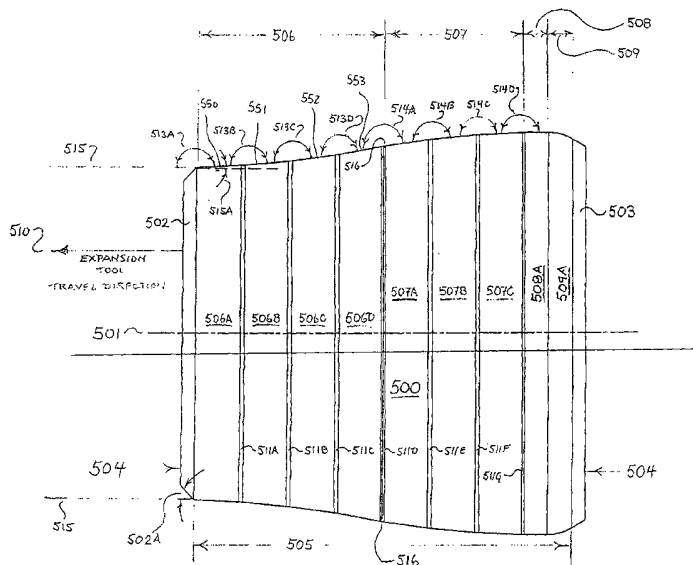 506
507
508
509
550
551
552
553
513A
513B
513C
513D
514A
514B
514C
514D
515
515A
516
502
503
510
EXPANSION
TOOL
TRAVEL DIRECTION
506A
506B
506C
506D
507A
507B
507C
508A
509A
501
500
511A
511B
511C
511D
511E
511F
511G
504
504
515
502A
505
516